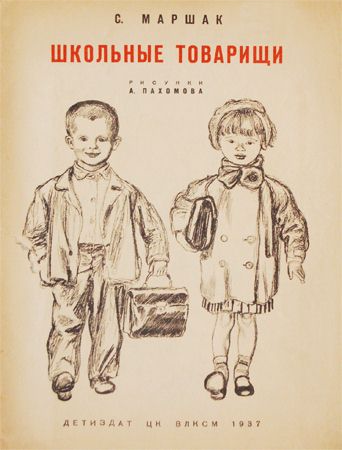 С. МАРШАК
ШКОЛЬНЫЕ ТОВАРИЩИ
РИСУНКИ
А. ПАХОМОВА
ДЕТИЗДАТ ЦК ВЛКСМ 1937